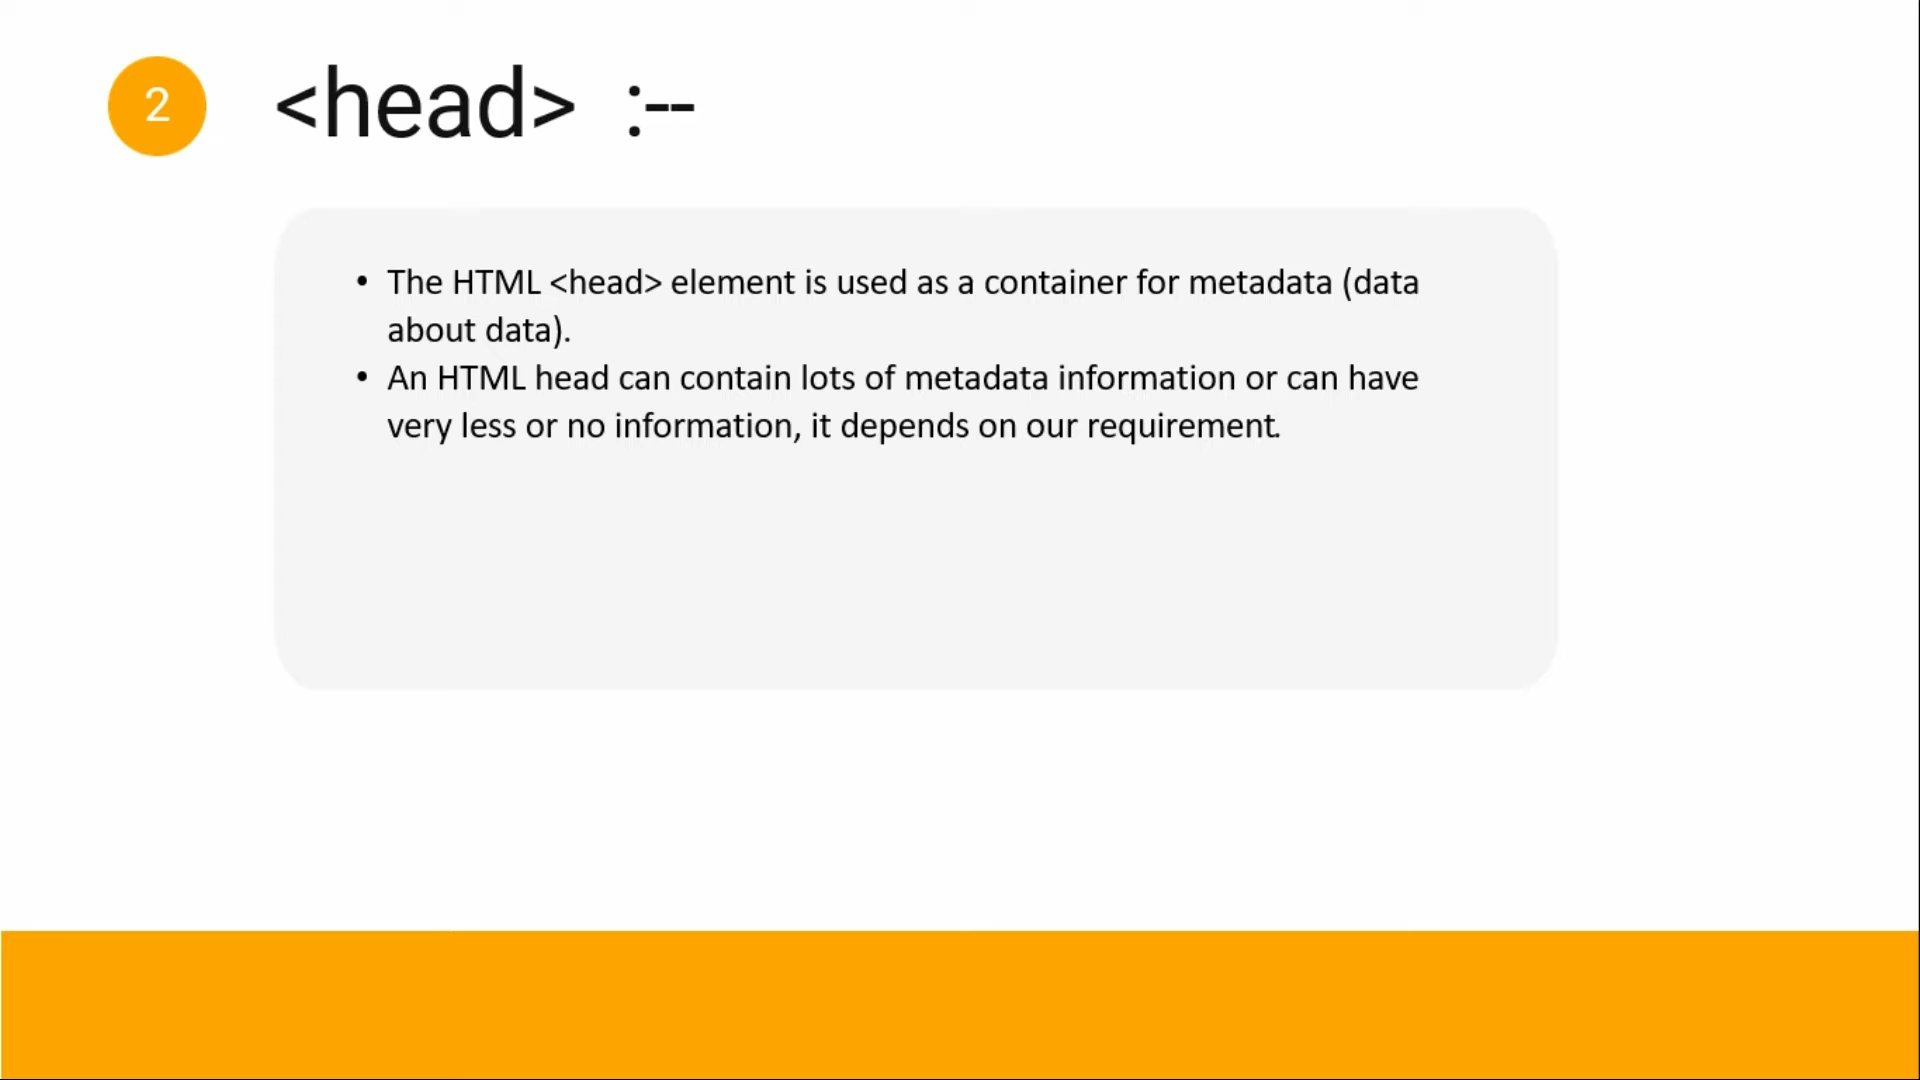 2
<head> :--
• The HTML <head> element is used as a container for metadata (data
about data).
• An HTML head can contain lots of metadata information or can have
very less or no information, it depends on our requirement.